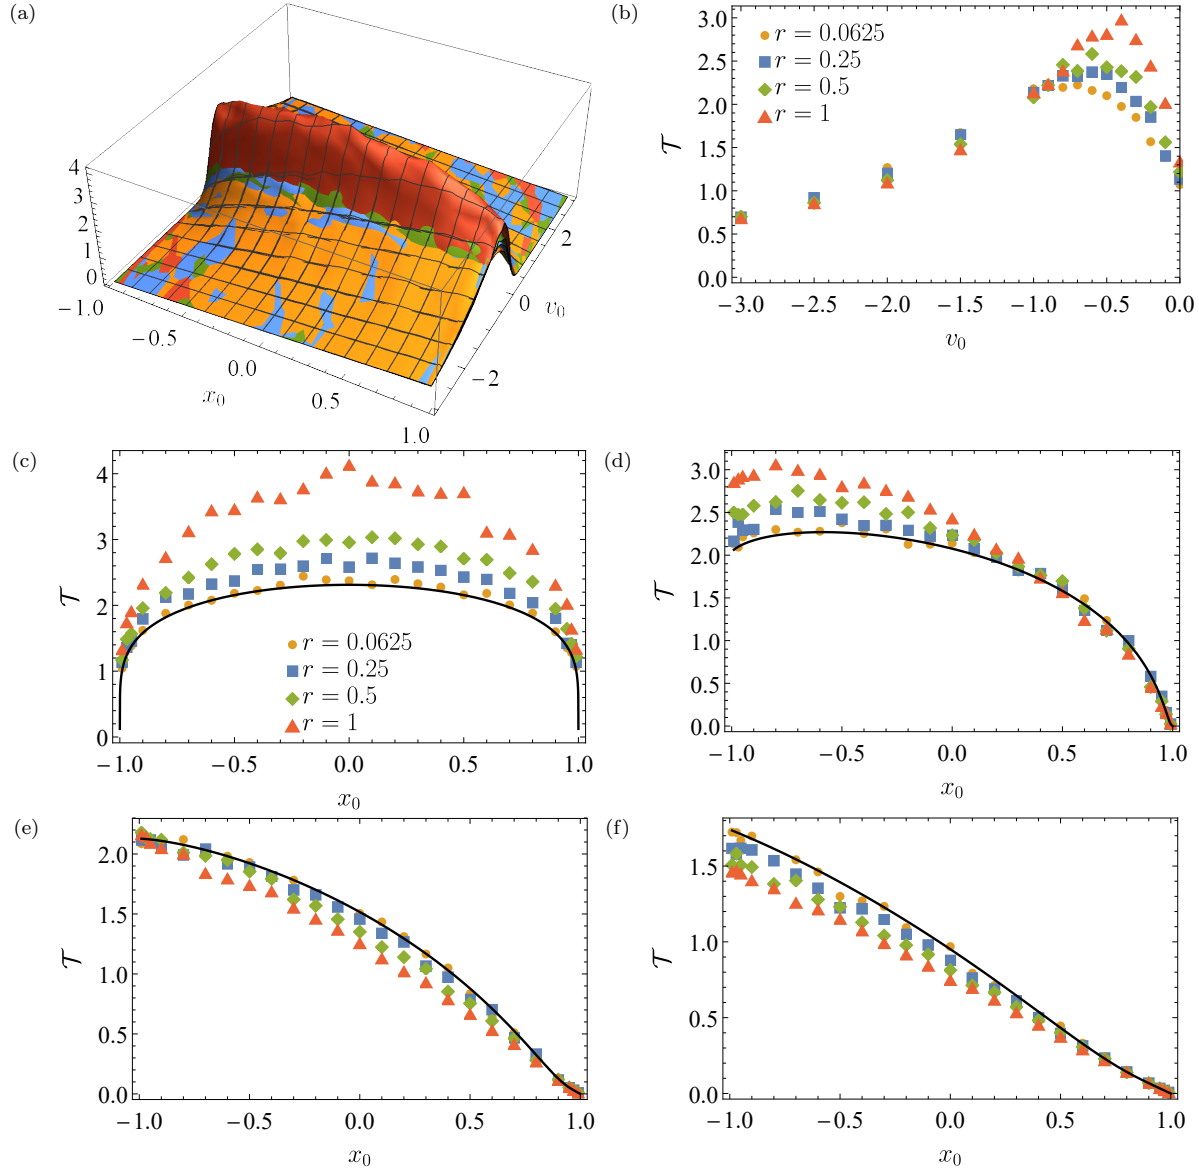 (a)
4
3
2
1
0
−1.0
−0.5
0.0
0.5
1.0
x₀
−2
0
2
v₀
(b)
3.0
2.5
2.0
1.5
1.0
0.5
0.0
𝒯
r = 0.0625
r = 0.25
r = 0.5
r = 1
−3.0 −2.5 −2.0 −1.5 −1.0 −0.5 0.0
v₀
(c)
4
3
2
1
0
𝒯
r = 0.0625
r = 0.25
r = 0.5
r = 1
−1.0 −0.5 0.0 0.5 1.0
x₀
(d)
3.0
2.5
2.0
1.5
1.0
0.5
0.0
𝒯
−1.0 −0.5 0.0 0.5 1.0
x₀
(e)
2.0
1.5
1.0
0.5
0.0
𝒯
−1.0 −0.5 0.0 0.5 1.0
x₀
(f)
1.5
1.0
0.5
0.0
𝒯
−1.0 −0.5 0.0 0.5 1.0
x₀